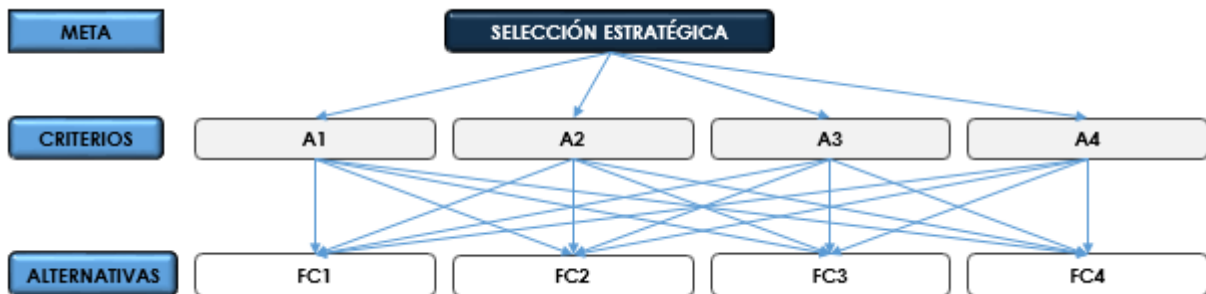 META
SELECCIÓN ESTRATÉGICA
CRITERIOS
A1
A2
A3
A4
ALTERNATIVAS
FC1
FC2
FC3
FC4